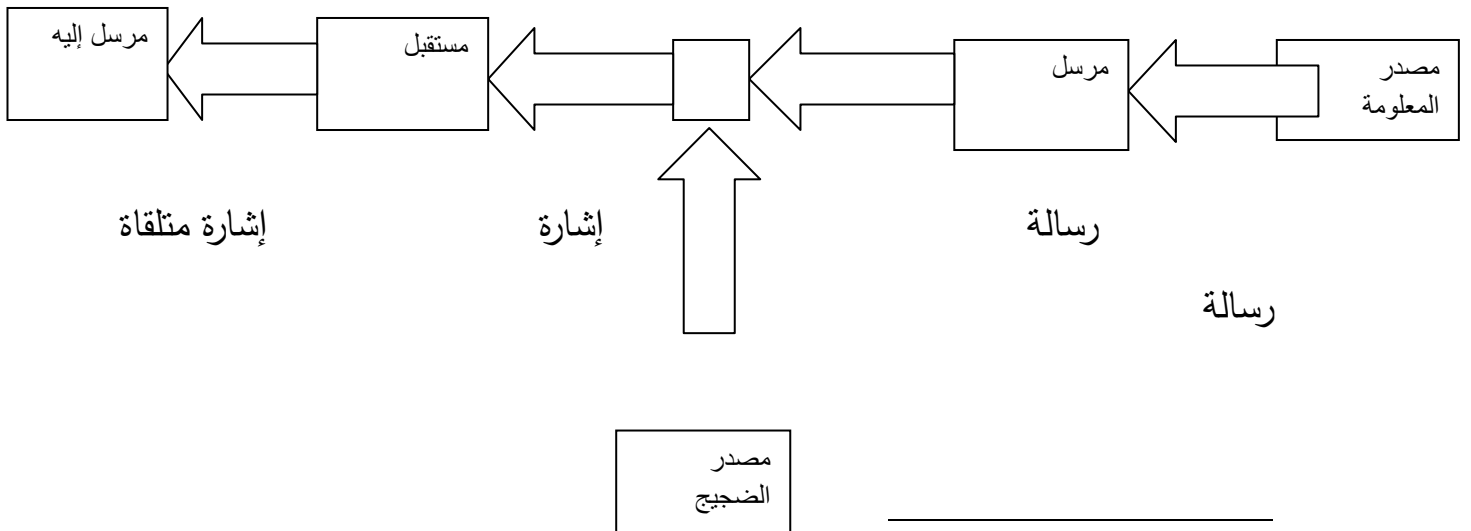 مصدر
المعلومة
مرسل
مستقبل
مرسل إليه
رسالة
إشارة
إشارة متلقاة
رسالة
مصدر
الضجيج